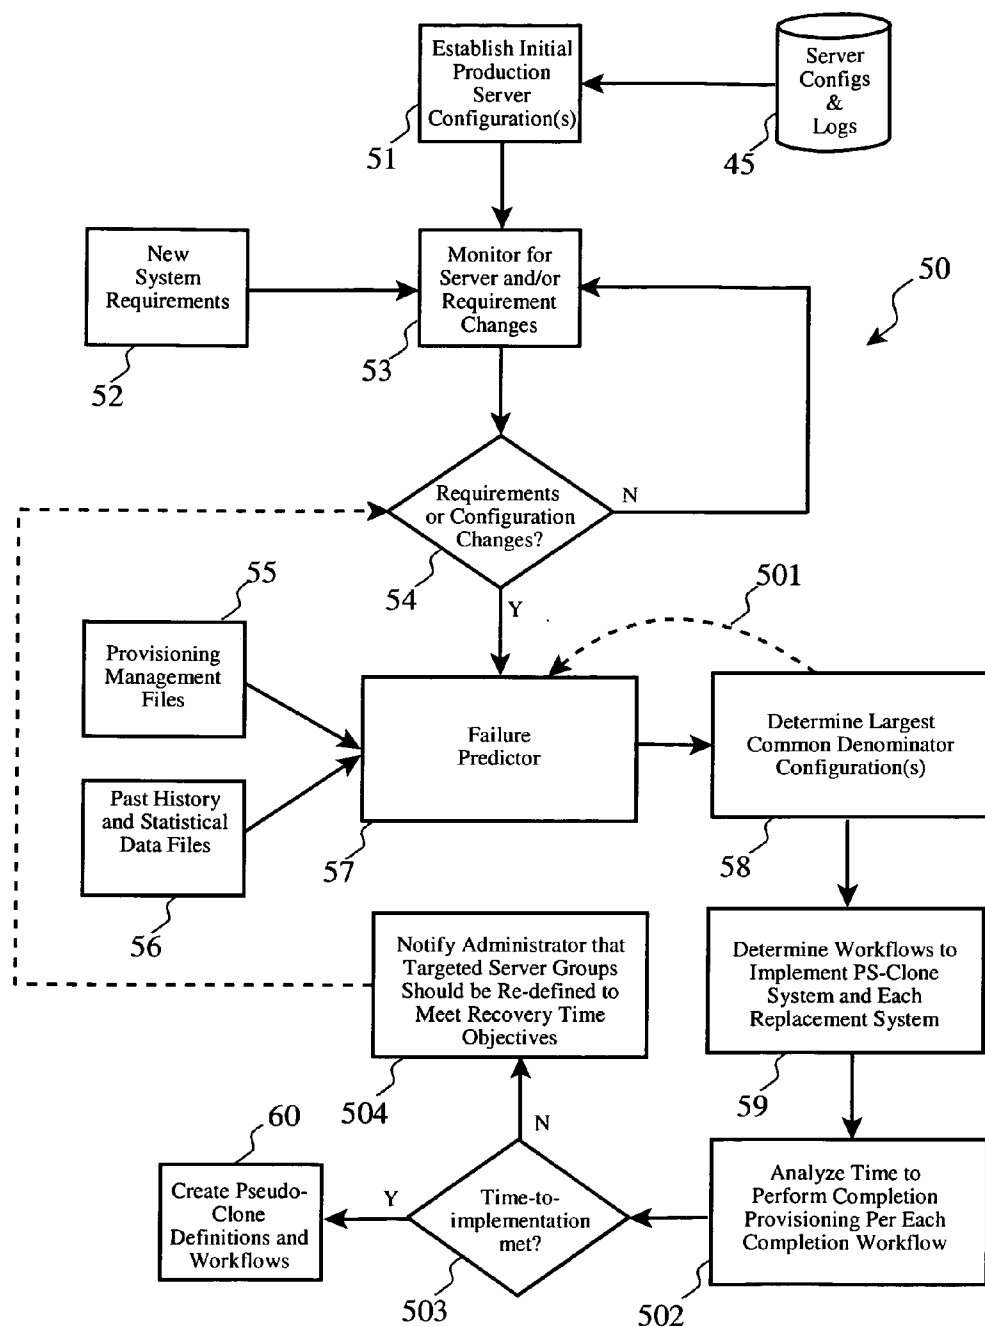 Establish Initial
Production
Server
Configuration(s)
51
Server
Configs
&
Logs
45
New
System
Requirements
52
Monitor for
Server and/or
Requirement
Changes
53
50
Requirements
or Configuration
Changes?
54
N
Y
55
Provisioning
Management
Files
Past History
and Statistical
Data Files
56
Failure
Predictor
57
501
Determine Largest
Common Denominator
Configuration(s)
58
Determine Workflows to
Implement PS-Clone
System and Each
Replacement System
59
Notify Administrator that
Targeted Server Groups
Should be Re-defined to
Meet Recovery Time
Objectives
504
Analyze Time to
Perform Completion
Provisioning Per Each
Completion Workflow
502
Time-to-
implementation
met?
503
N
Y
60
Create Pseudo-
Clone
Definitions and
Workflows